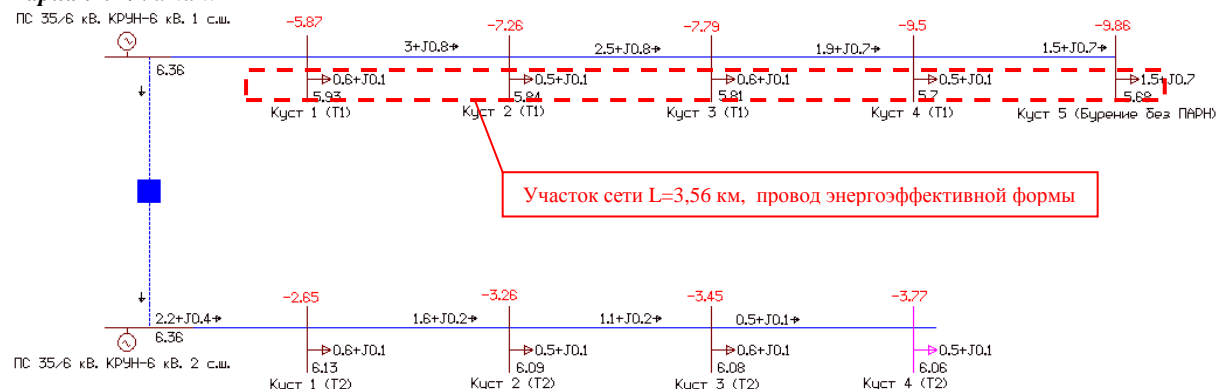 ПС 35/6 кВ. КРУН-6 кВ. 1 с.ш.
-5.87 -7.26 -7.79 -9.5 -9.86
3+J0.8 2.5+J0.8 1.9+J0.7 1.5+J0.7
6.36
0.6+J0.1 0.5+J0.1 0.6+J0.1 0.5+J0.1 1.5+J0.7
5.93 5.84 5.81 5.7 5.68
Куст 1 (Т1) Куст 2 (Т1) Куст 3 (Т1) Куст 4 (Т1) Куст 5 (Бурение без ПАРН)
Участок сети L=3,56 км, провод энергоэффективной формы
-2.65 -3.26 -3.45 -3.77
2.2+J0.4 1.6+J0.2 1.1+J0.2 0.5+J0.1
6.36
0.6+J0.1 0.5+J0.1 0.6+J0.1 0.5+J0.1
ПС 35/6 кВ. КРУН-6 кВ. 2 с.ш.
6.13 6.09 6.08 6.06
Куст 1 (Т2) Куст 2 (Т2) Куст 3 (Т2) Куст 4 (Т2)